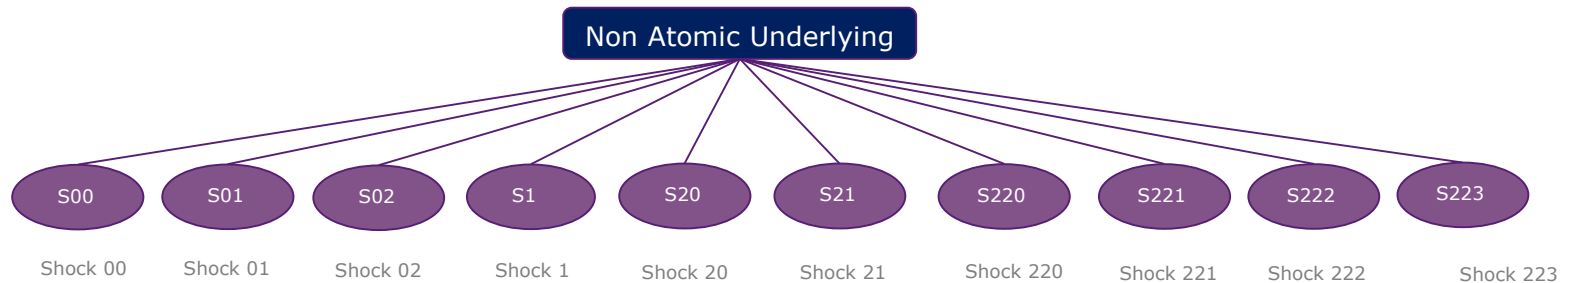 Non Atomic Underlying
S00 S01 S02 S1 S20 S21 S220 S221 S222 S223
Shock 00 Shock 01 Shock 02 Shock 1 Shock 20 Shock 21 Shock 220 Shock 221 Shock 222 Shock 223